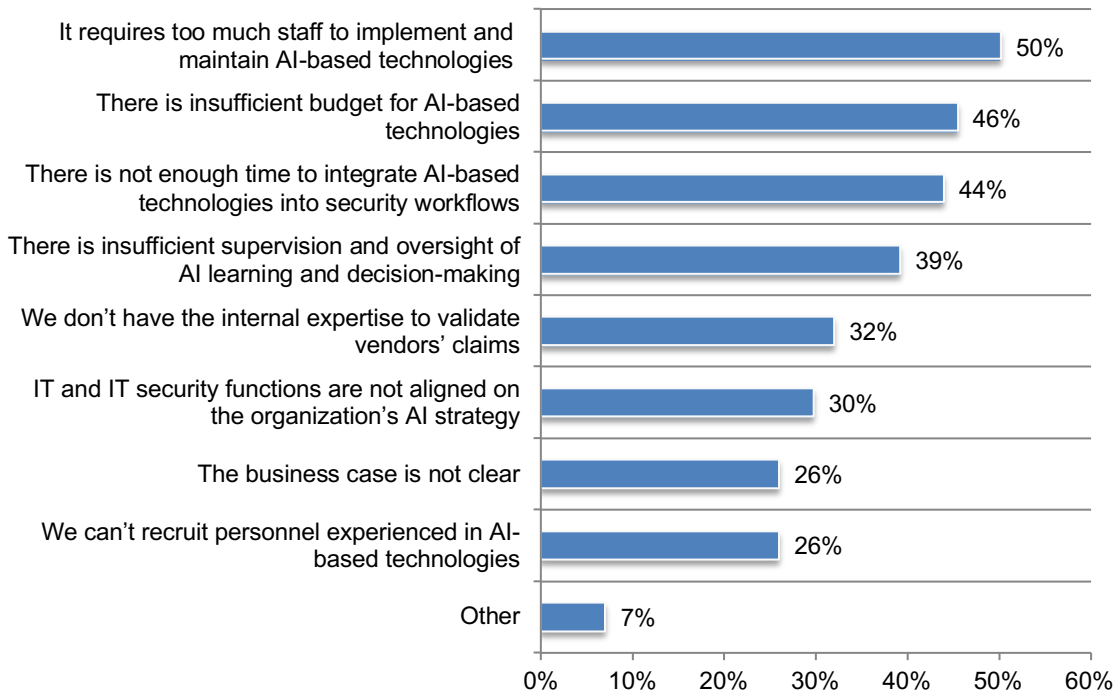 It requires too much staff to implement and
maintain AI-based technologies
50%
There is insufficient budget for AI-based
technologies
46%
There is not enough time to integrate AI-based
technologies into security workflows
44%
There is insufficient supervision and oversight of
AI learning and decision-making
39%
We don’t have the internal expertise to validate
vendors’ claims
32%
IT and IT security functions are not aligned on
the organization’s AI strategy
30%
The business case is not clear
26%
We can’t recruit personnel experienced in AI-
based technologies
26%
Other
7%
0% 10% 20% 30% 40% 50% 60%